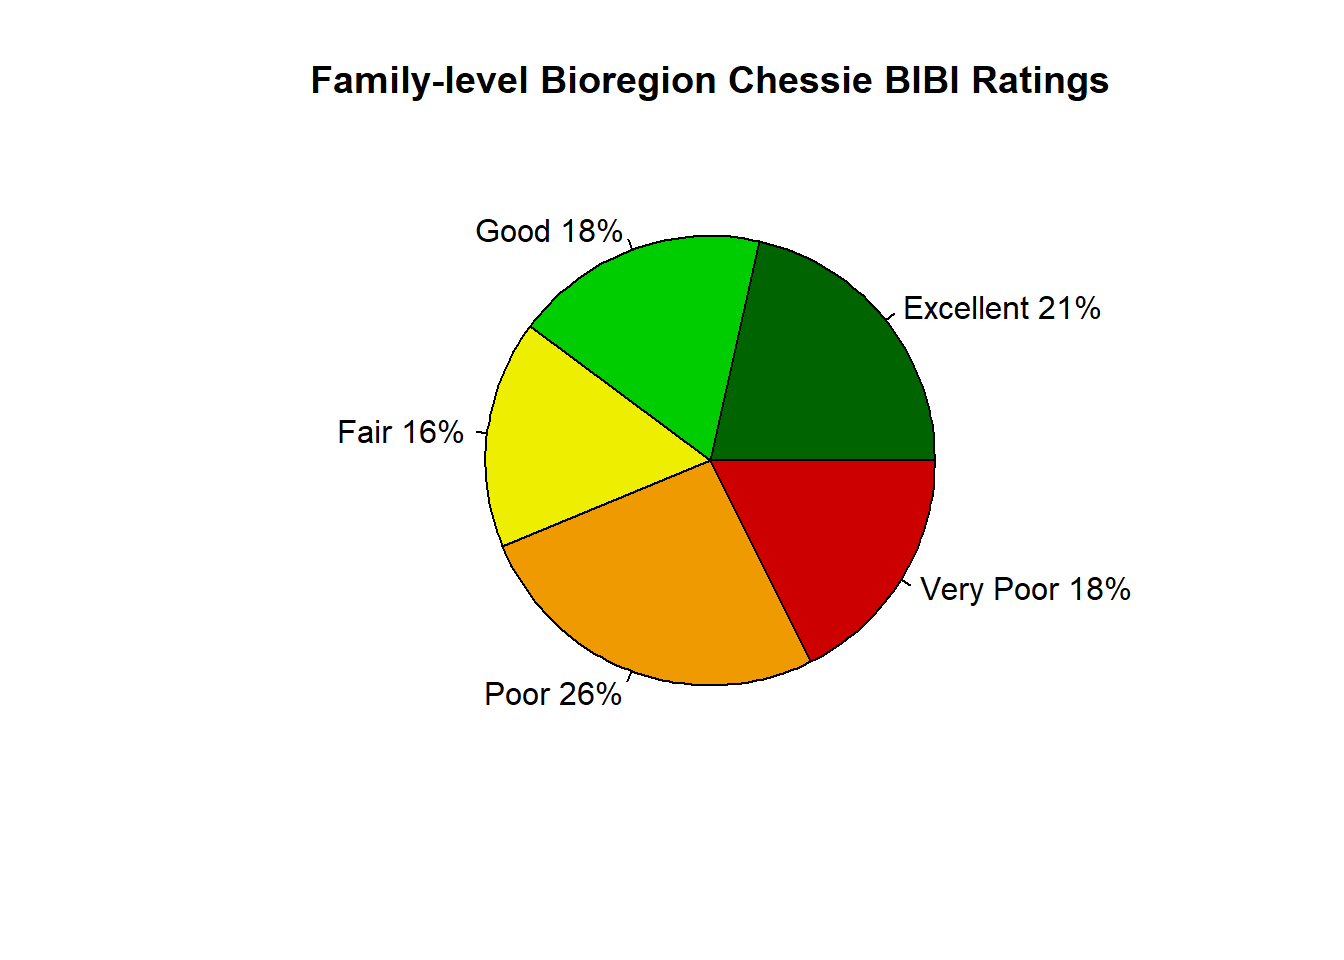 Family-level Bioregion Chessie BIBI Ratings
Good 18%
Excellent 21%
Fair 16%
Very Poor 18%
Poor 26%